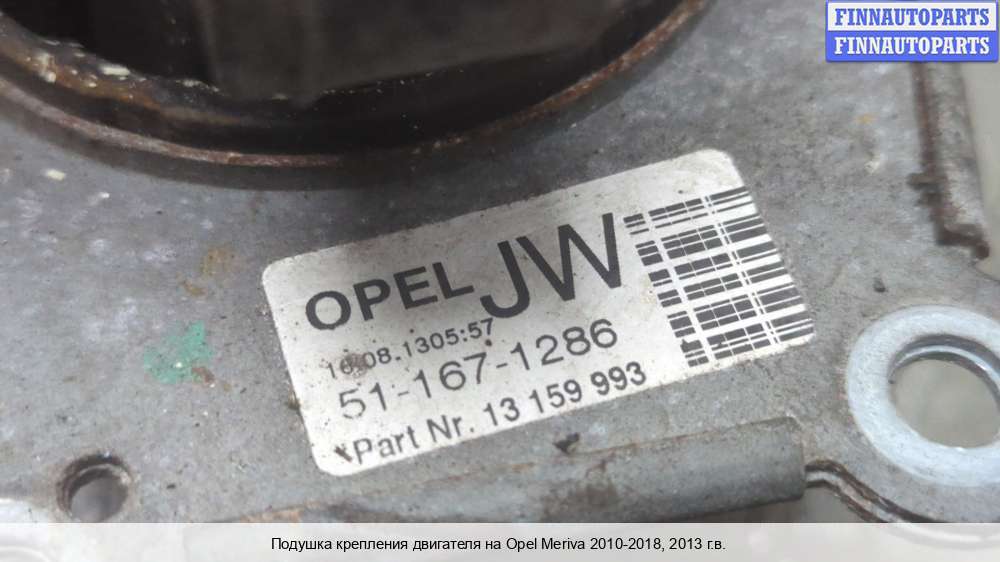 FINNAUTOPARTS
FINNAUTOPARTS
OPEL JW
16.08.1305:57
51-167-1286
Part Nr. 13 159 993
Подушка крепления двигателя на Opel Meriva 2010-2018, 2013 г.в.